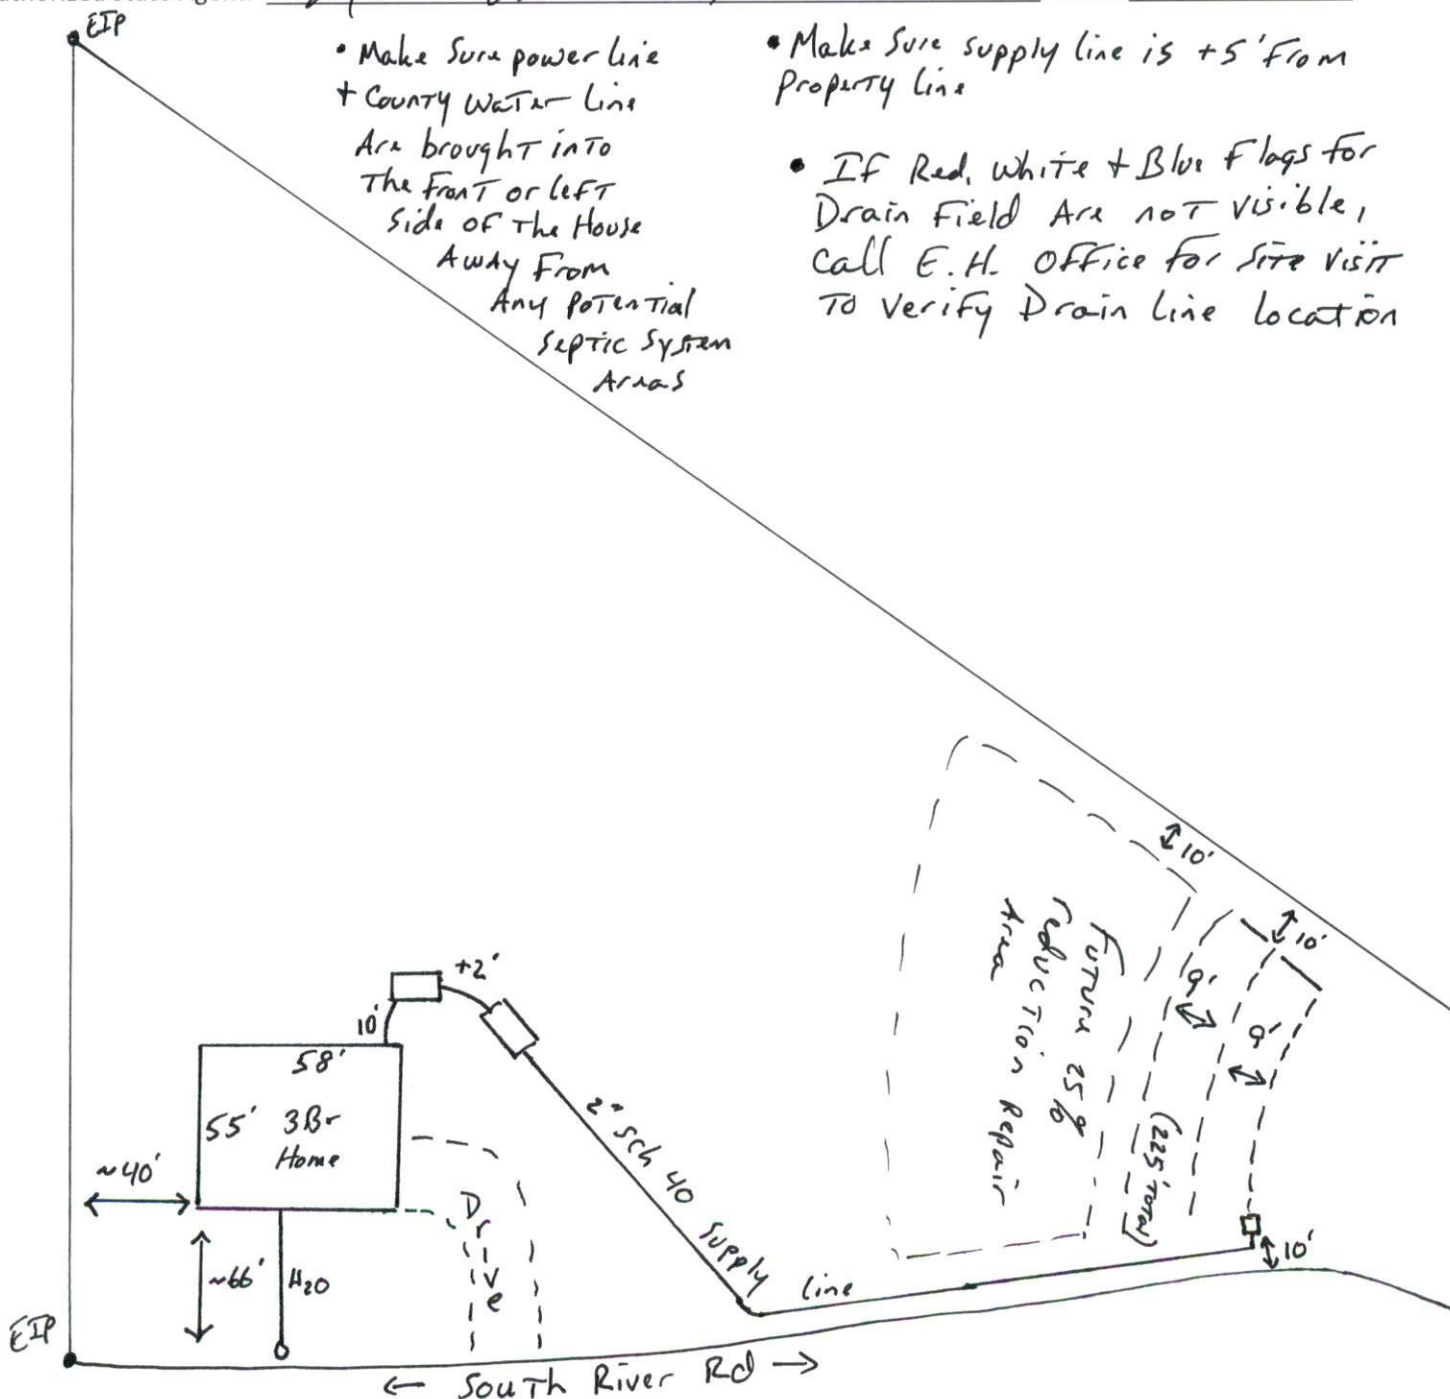 EIP
• Make Sure power line
+ County Water Line
Are brought into
The Front or left
Side of The House
Away From
Any Potential
Septic System
Areas
• Make Sure supply line is +5' From
Property line
• If Red, White + Blue Flags for
Drain Field Are not visible,
call E.H. Office for Site Visit
To Verify Drain Line Location
10'
10'
9'
9'
Future 25%
reduction Repair
Area
(225' Total)
+2'
10'
58'
55' 3Br
Home
~40'
~66'
H2O
Drive
2" Sch 40 Supply line
10'
EIP
← South River Rd →